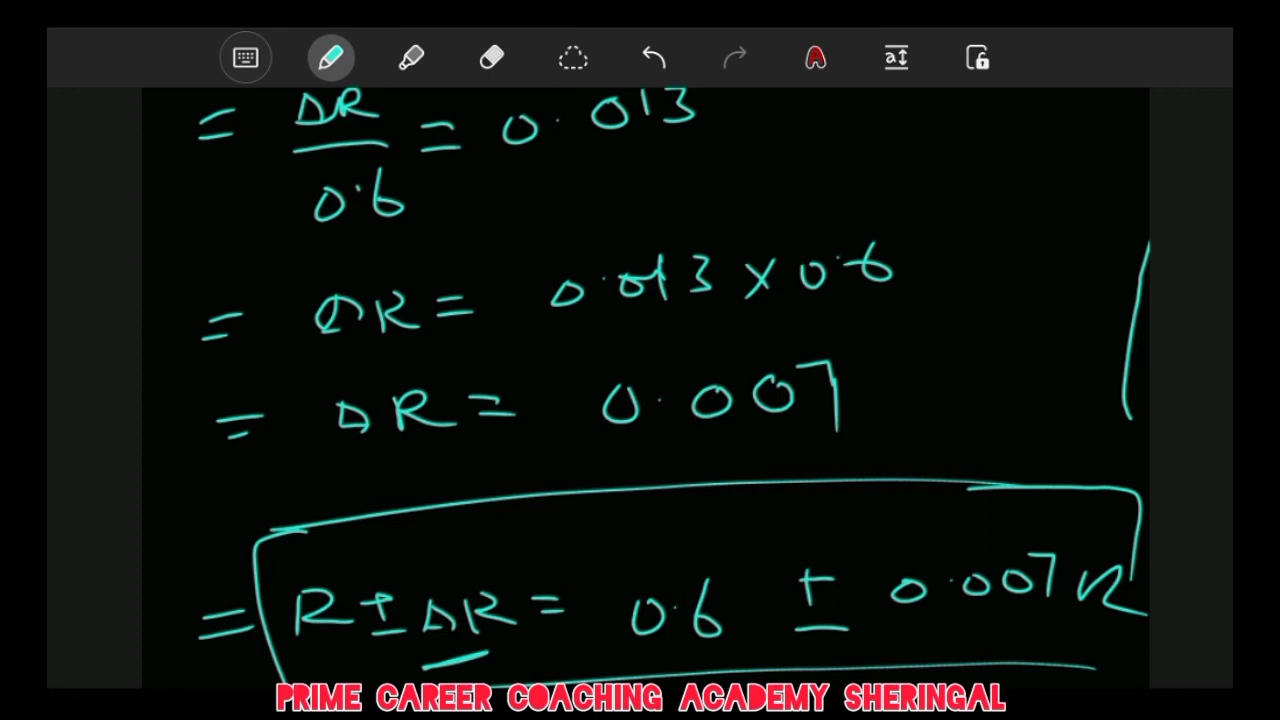 = ΔR/0.6 = 0.013
= ΔR = 0.013 x 0.6
= ΔR = 0.007
= R ± ΔR = 0.6 ± 0.007
PRIME CAREER COACHING ACADEMY SHERINGAL